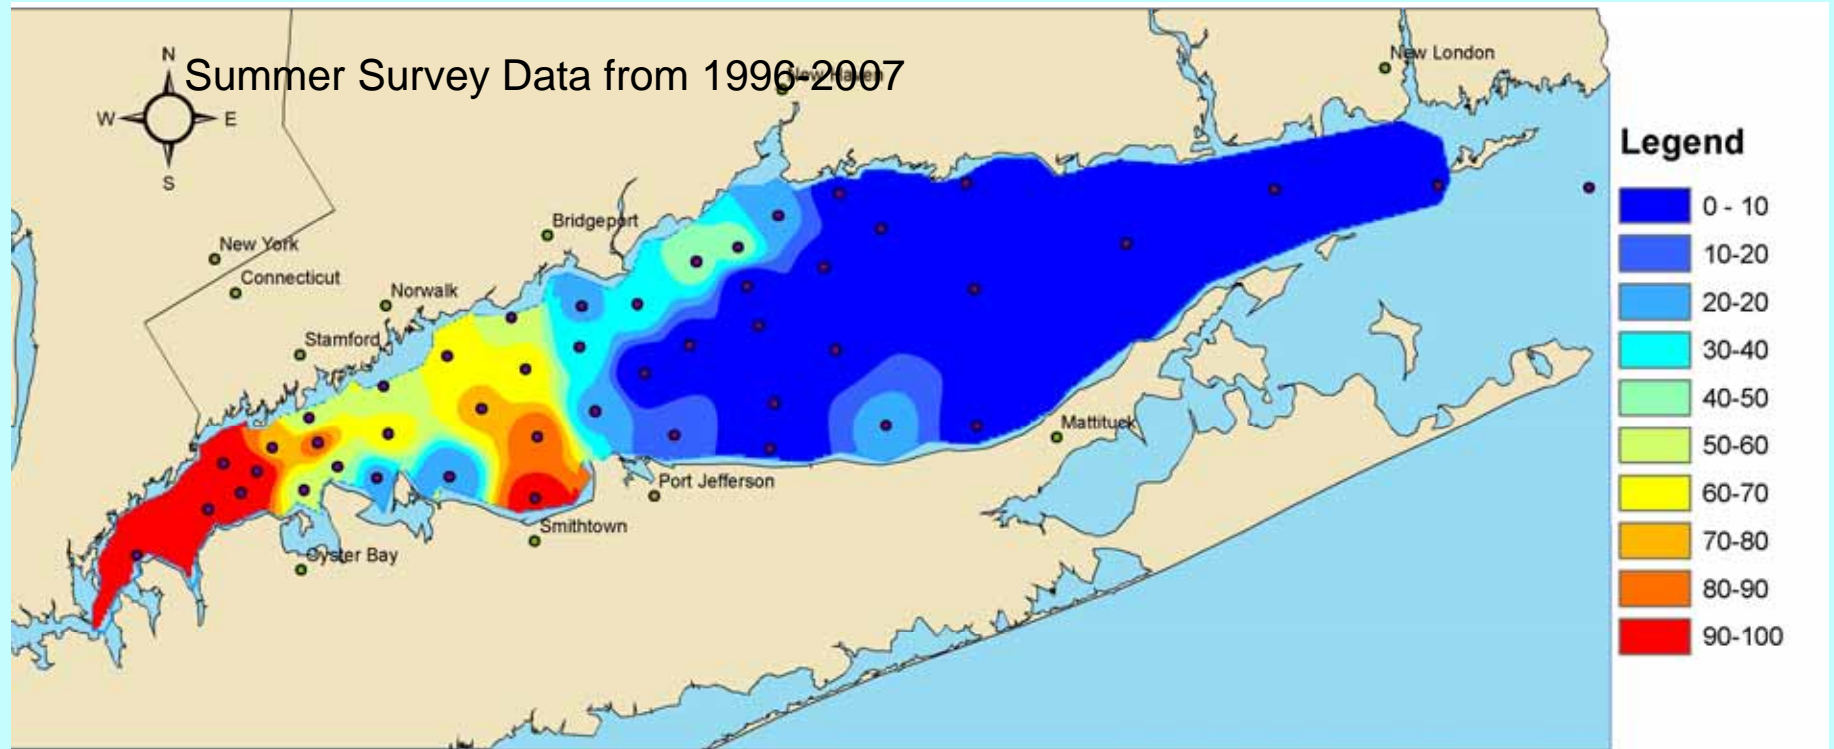 Summer Survey Data from 1996-2007
N
W
E
S
New Haven
New London
Bridgeport
New York
Connecticut
Norwalk
Stamford
Mattituck
Port Jefferson
Smithtown
Oyster Bay
Legend
0 - 10
10-20
20-20
30-40
40-50
50-60
60-70
70-80
80-90
90-100